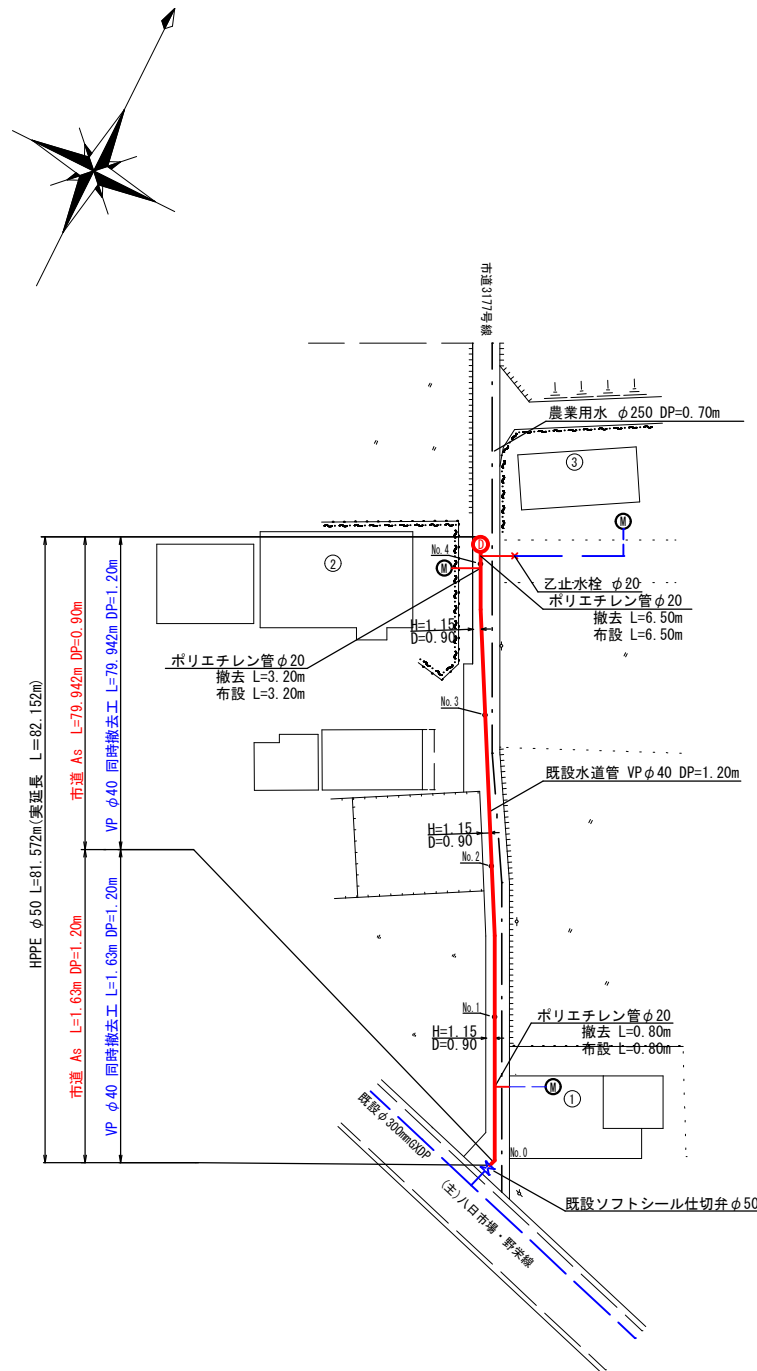 市道3177号線
農業用水 φ250 DP=0.70m
③
M
D
No.4
②
M
乙止水栓 φ20
ポリエチレン管φ20
撤去 L=6.50m
布設 L=6.50m
H=1.15
D=0.90
ポリエチレン管φ20
撤去 L=3.20m
布設 L=3.20m
No.3
既設水道管 VPφ40 DP=1.20m
H=1.15
D=0.90
No.2
HPPE φ50 L=81.572m(実延長 L=82.152m)
市道 As L=79.942m DP=0.90m
VP φ40 同時撤去工 L=79.942m DP=1.20m
市道 As L=1.63m DP=1.20m
VP φ40 同時撤去工 L=1.63m DP=1.20m
No.1
ポリエチレン管φ20
撤去 L=0.80m
布設 L=0.80m
H=1.15
D=0.90
M
①
既設φ300mmGXDP
No.0
既設ソフトシール仕切弁φ50
(主)八日市場・野栄線